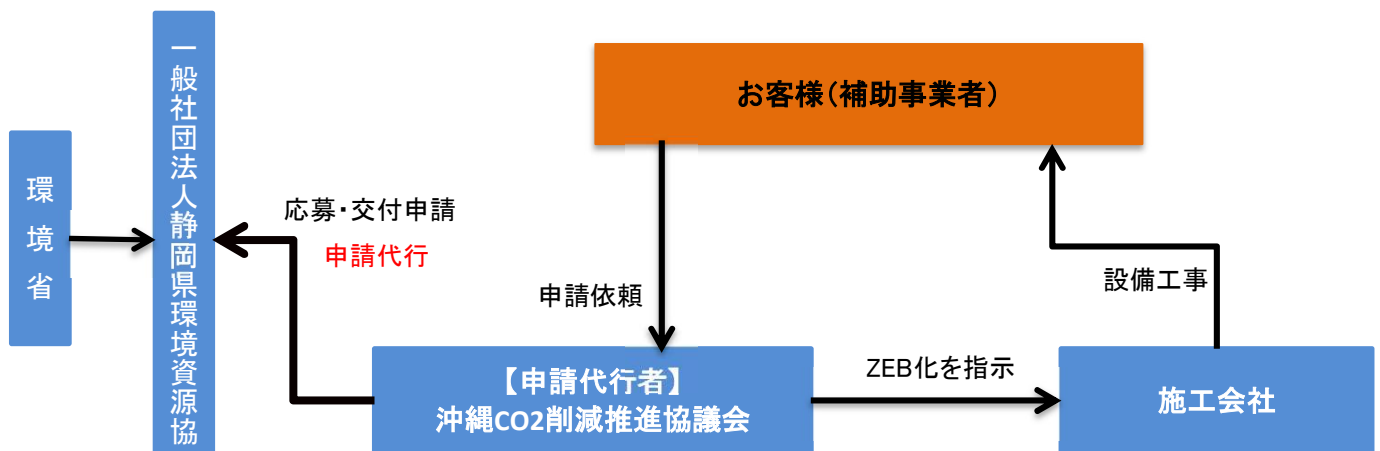 環境省
一般社団法人静岡県環境資源協
お客様(補助事業者)
応募・交付申請
申請代行
申請依頼
設備工事
【申請代行者】
沖縄CO2削減推進協議会
ZEB化を指示
施工会社